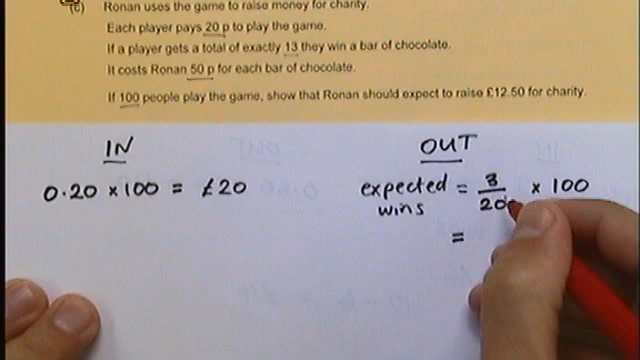 (c) Ronan uses the game to raise money for charity.
Each player pays 20 p to play the game.
If a player gets a total of exactly 13 they win a bar of chocolate.
It costs Ronan 50 p for each bar of chocolate.
If 100 people play the game, show that Ronan should expect to raise £12.50 for charity.
IN
0.20 × 100 = £20
OUT
expected wins = 3/20 × 100
=